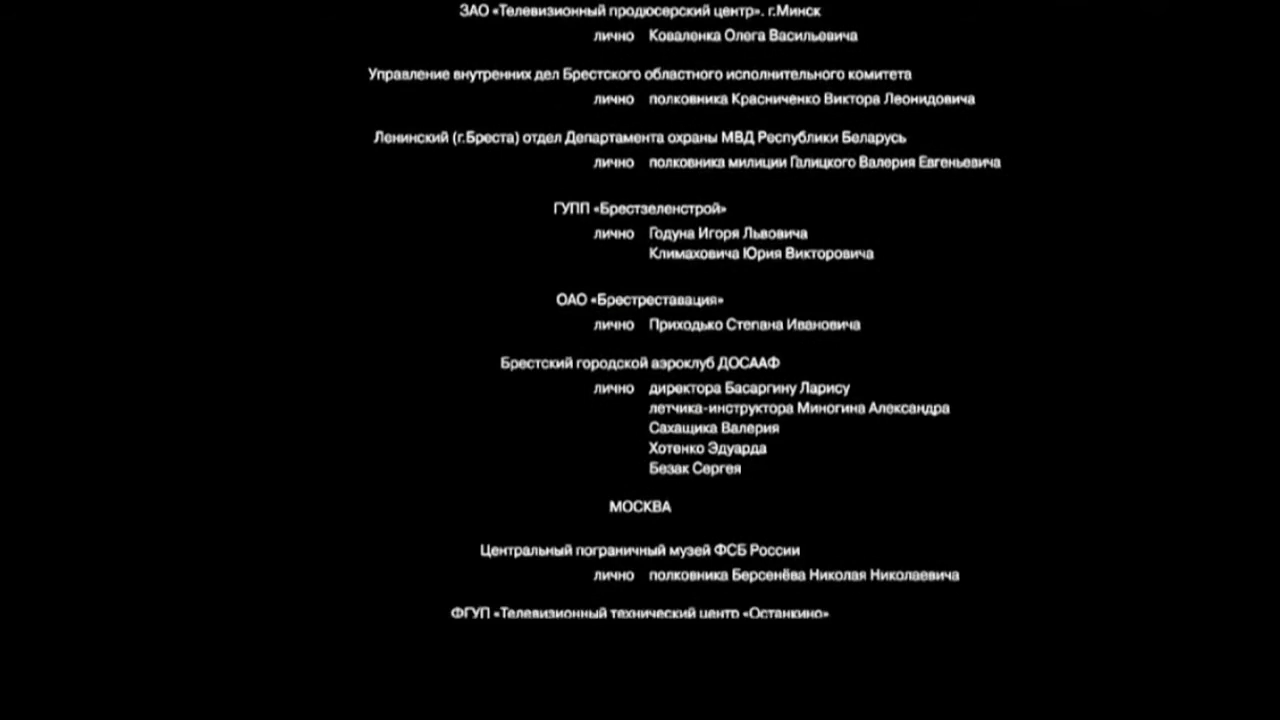 ЗАО «Телевизионный продюсерский центр». г.Минск
лично Коваленка Олега Васильевича
Управление внутренних дел Брестского областного исполнительного комитета
лично полковника Красниченко Виктора Леонидовича
Ленинский (г.Бреста) отдел Департамента охраны МВД Республики Беларусь
лично полковника милиции Галицкого Валерия Евгеньевича
ГУПП «Брестзеленстрой»
лично Годуна Игоря Львовича
Климаховича Юрия Викторовича
ОАО «Брестреставация»
лично Приходько Степана Ивановича
Брестский городской аэроклуб ДОСААФ
лично директора Басаргину Ларису
летчика-инструктора Миногина Александра
Сахащика Валерия
Хотенко Эдуарда
Безак Сергея
МОСКВА
Центральный пограничный музей ФСБ России
лично полковника Берсенёва Николая Николаевича
ФГУП «Телевизионный технический центр «Останкино»